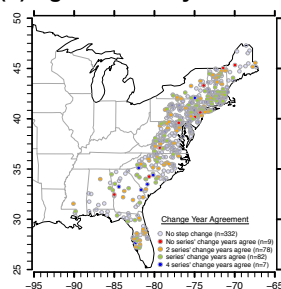 50
45
40
35
30
25
Change Year Agreement
No step change (n=332)
No series' change years agree (n=9)
2 series' change years agree (n=78)
series' change years agree (n=82)
4 series' change years agree (n=7)
−95 −90 −85 −80 −75 −70 −65